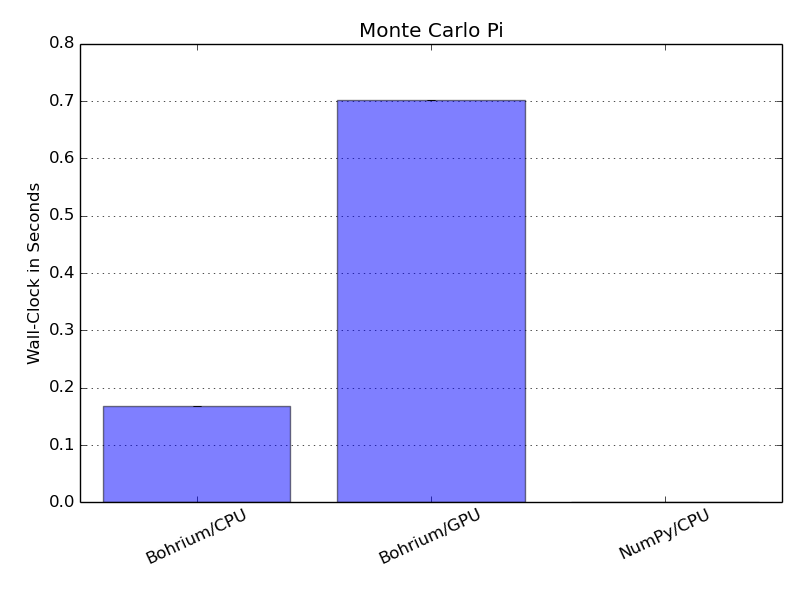 Monte Carlo Pi
Wall-Clock in Seconds
0.8
0.7
0.6
0.5
0.4
0.3
0.2
0.1
0.0
Bohrium/CPU
Bohrium/GPU
NumPy/CPU